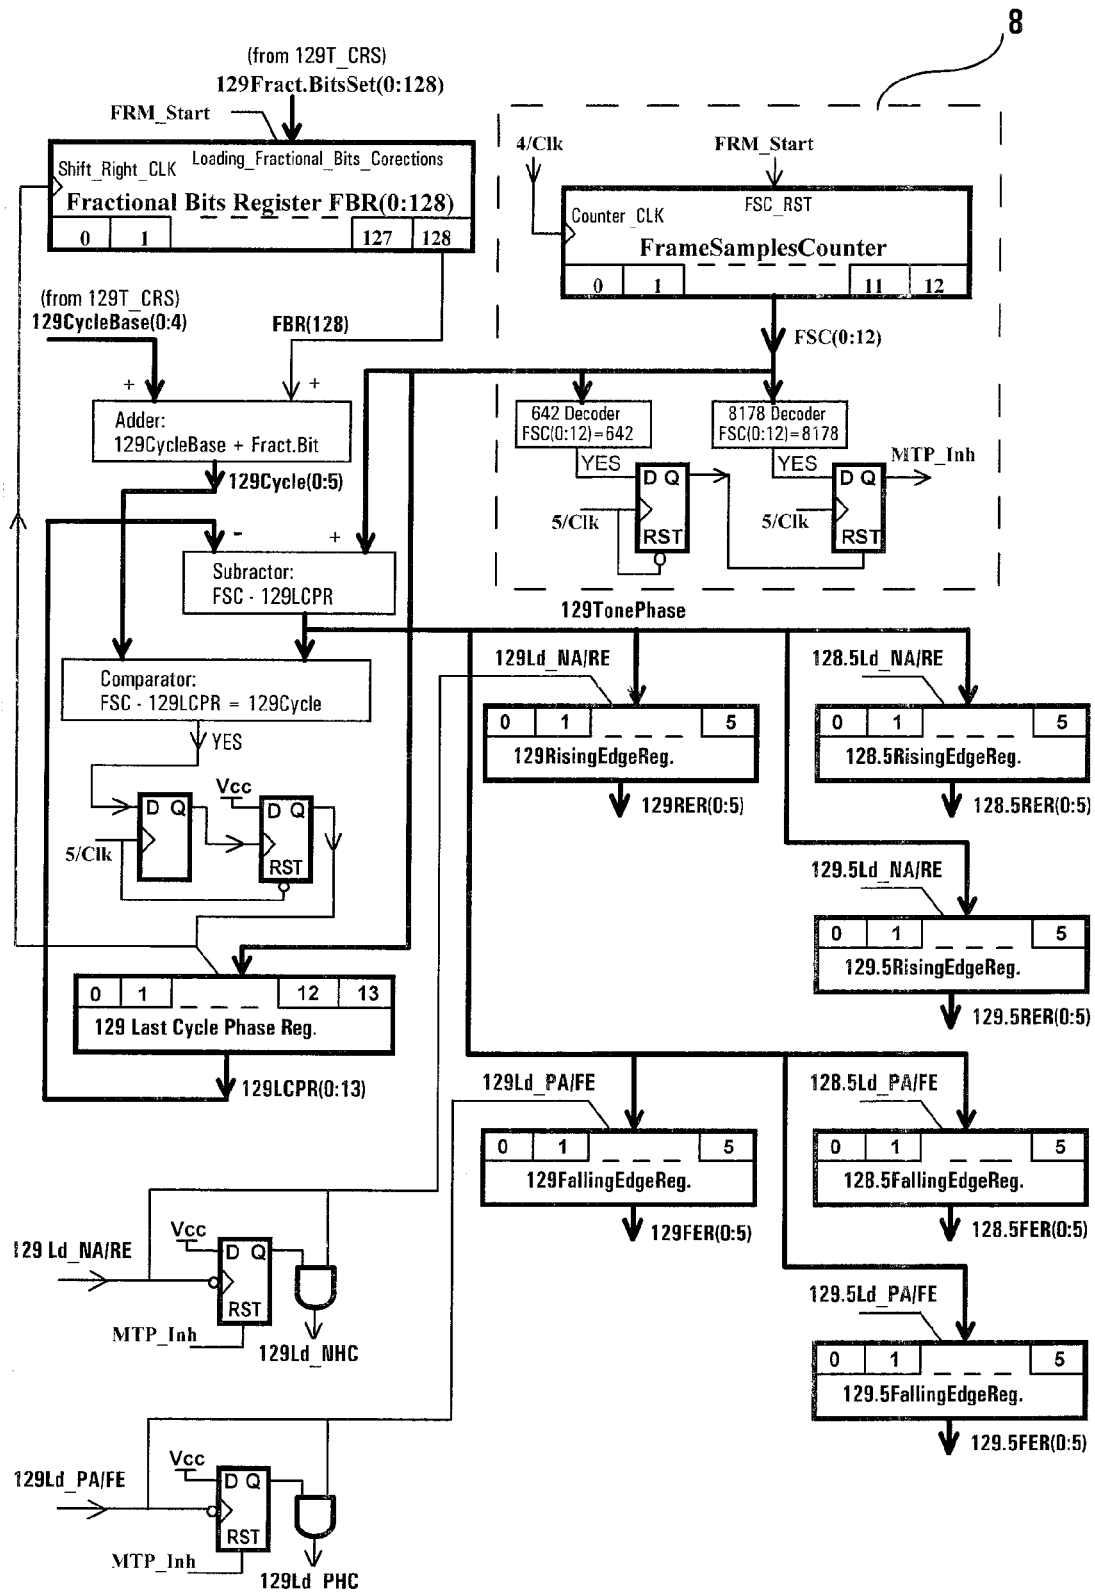 8
(from 129T_CRS)
129Fract.BitsSet(0:128)
FRM_Start
Loading_Fractional_Bits_Corections
Shift_Right_CLK
Fractional Bits Register FBR(0:128)
0 1 127 128
4/Clk
FRM_Start
FSC_RST
Counter_CLK
FrameSamplesCounter
0 1 11 12
(from 129T_CRS)
129CycleBase(0:4)
FBR(128)
FSC(0:12)
+ +
Adder:
129CycleBase + Fract.Bit
642 Decoder
FSC(0:12)=642
8178 Decoder
FSC(0:12)=8178
129Cycle(0:5)
YES
YES
MTP_Inh
D Q
D Q
5/Clk
5/Clk
RST
RST
- +
Subractor:
FSC - 129LCPR
129TonePhase
Comparator:
FSC - 129LCPR = 129Cycle
YES
129Ld_NA/RE
128.5Ld_NA/RE
0 1 5
129RisingEdgeReg.
129RER(0:5)
0 1 5
128.5RisingEdgeReg.
128.5RER(0:5)
Vcc
D Q
D Q
5/Clk
RST
129.5Ld_NA/RE
0 1 5
129.5RisingEdgeReg.
129.5RER(0:5)
0 1 12 13
129 Last Cycle Phase Reg.
129LCPR(0:13)
129Ld_PA/FE
128.5Ld_PA/FE
0 1 5
129FallingEdgeReg.
129FER(0:5)
0 1 5
128.5FallingEdgeReg.
128.5FER(0:5)
129 Ld_NA/RE
Vcc
D Q
RST
MTP_Inh
129Ld_NHC
129.5Ld_PA/FE
0 1 5
129.5FallingEdgeReg.
129.5FER(0:5)
129Ld_PA/FE
Vcc
D Q
RST
MTP_Inh
129Ld_PHC